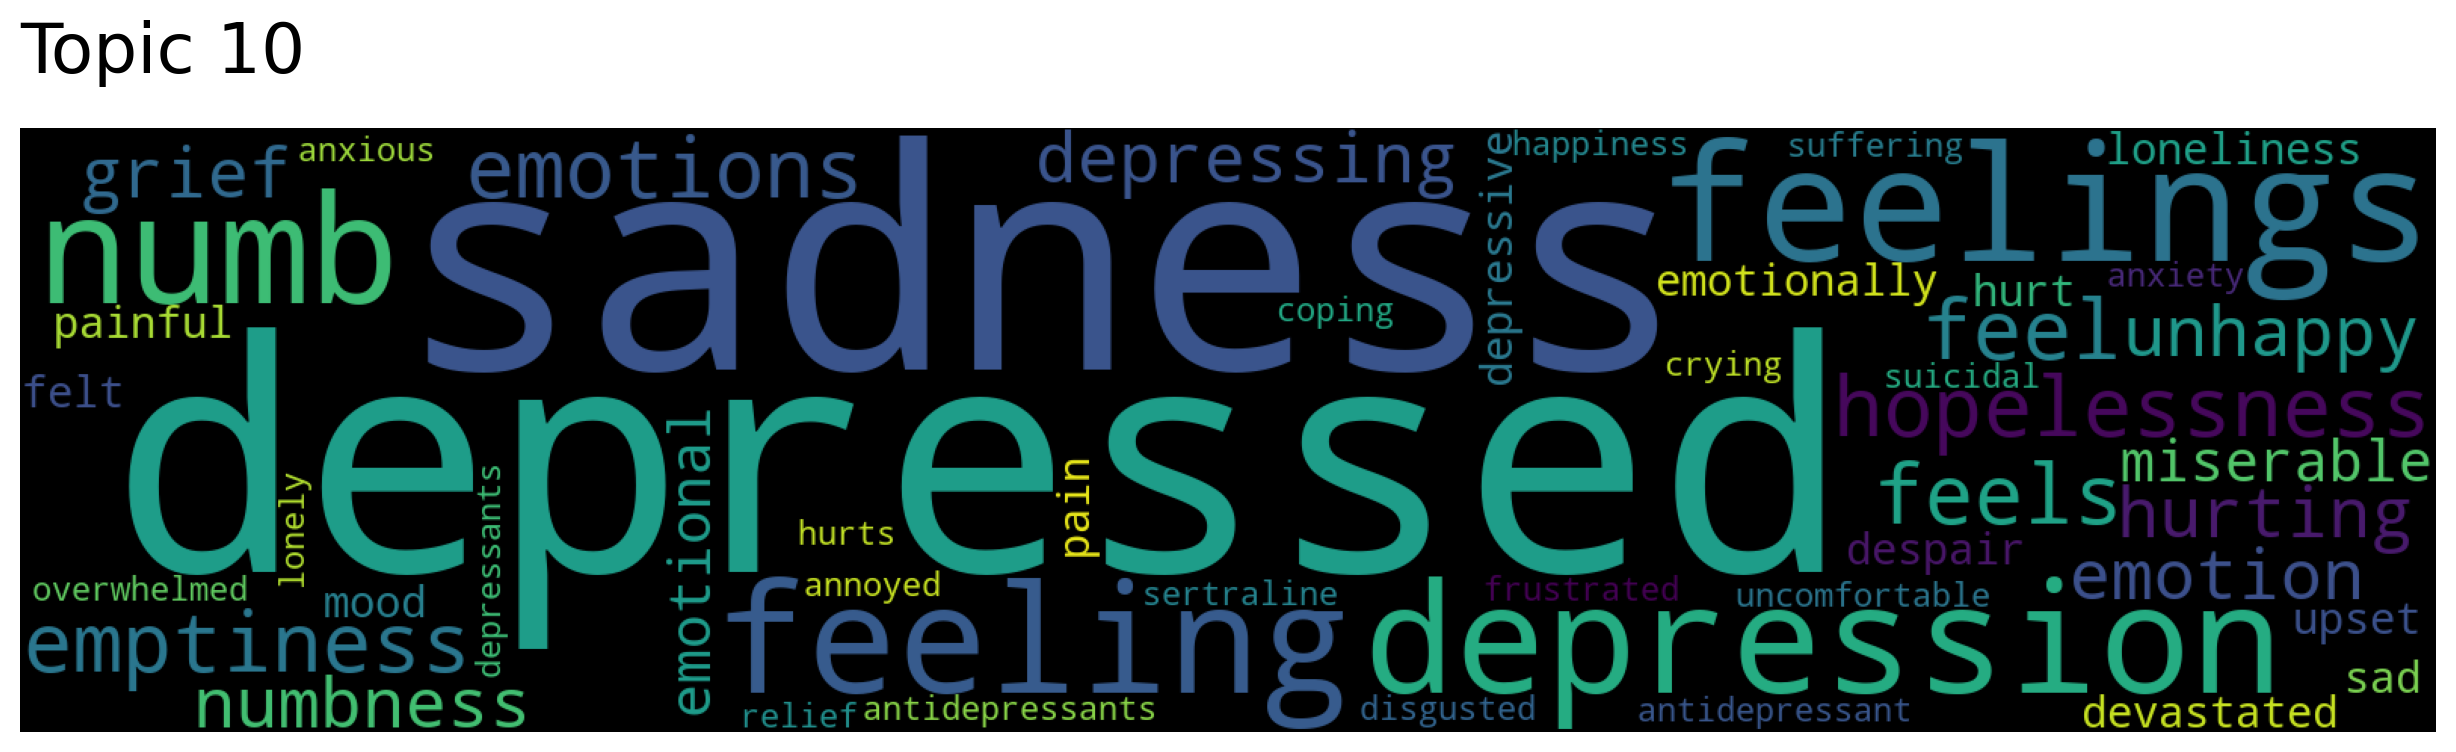 Topic 10
grief
anxious
emotions
depressing
depressive
happiness
suffering
loneliness
numb
sadness
feelings
painful
coping
emotionally
hurt
anxiety
feel
unhappy
felt
depressed
crying
suicidal
hopelessness
lonely
depressants
emotional
pain
hurts
feels
miserable
hurting
despair
overwhelmed
mood
annoyed
sertraline
frustrated
uncomfortable
emotion
emptiness
feeling
depression
upset
numbness
relief
antidepressants
disgusted
antidepressant
sad
devastated